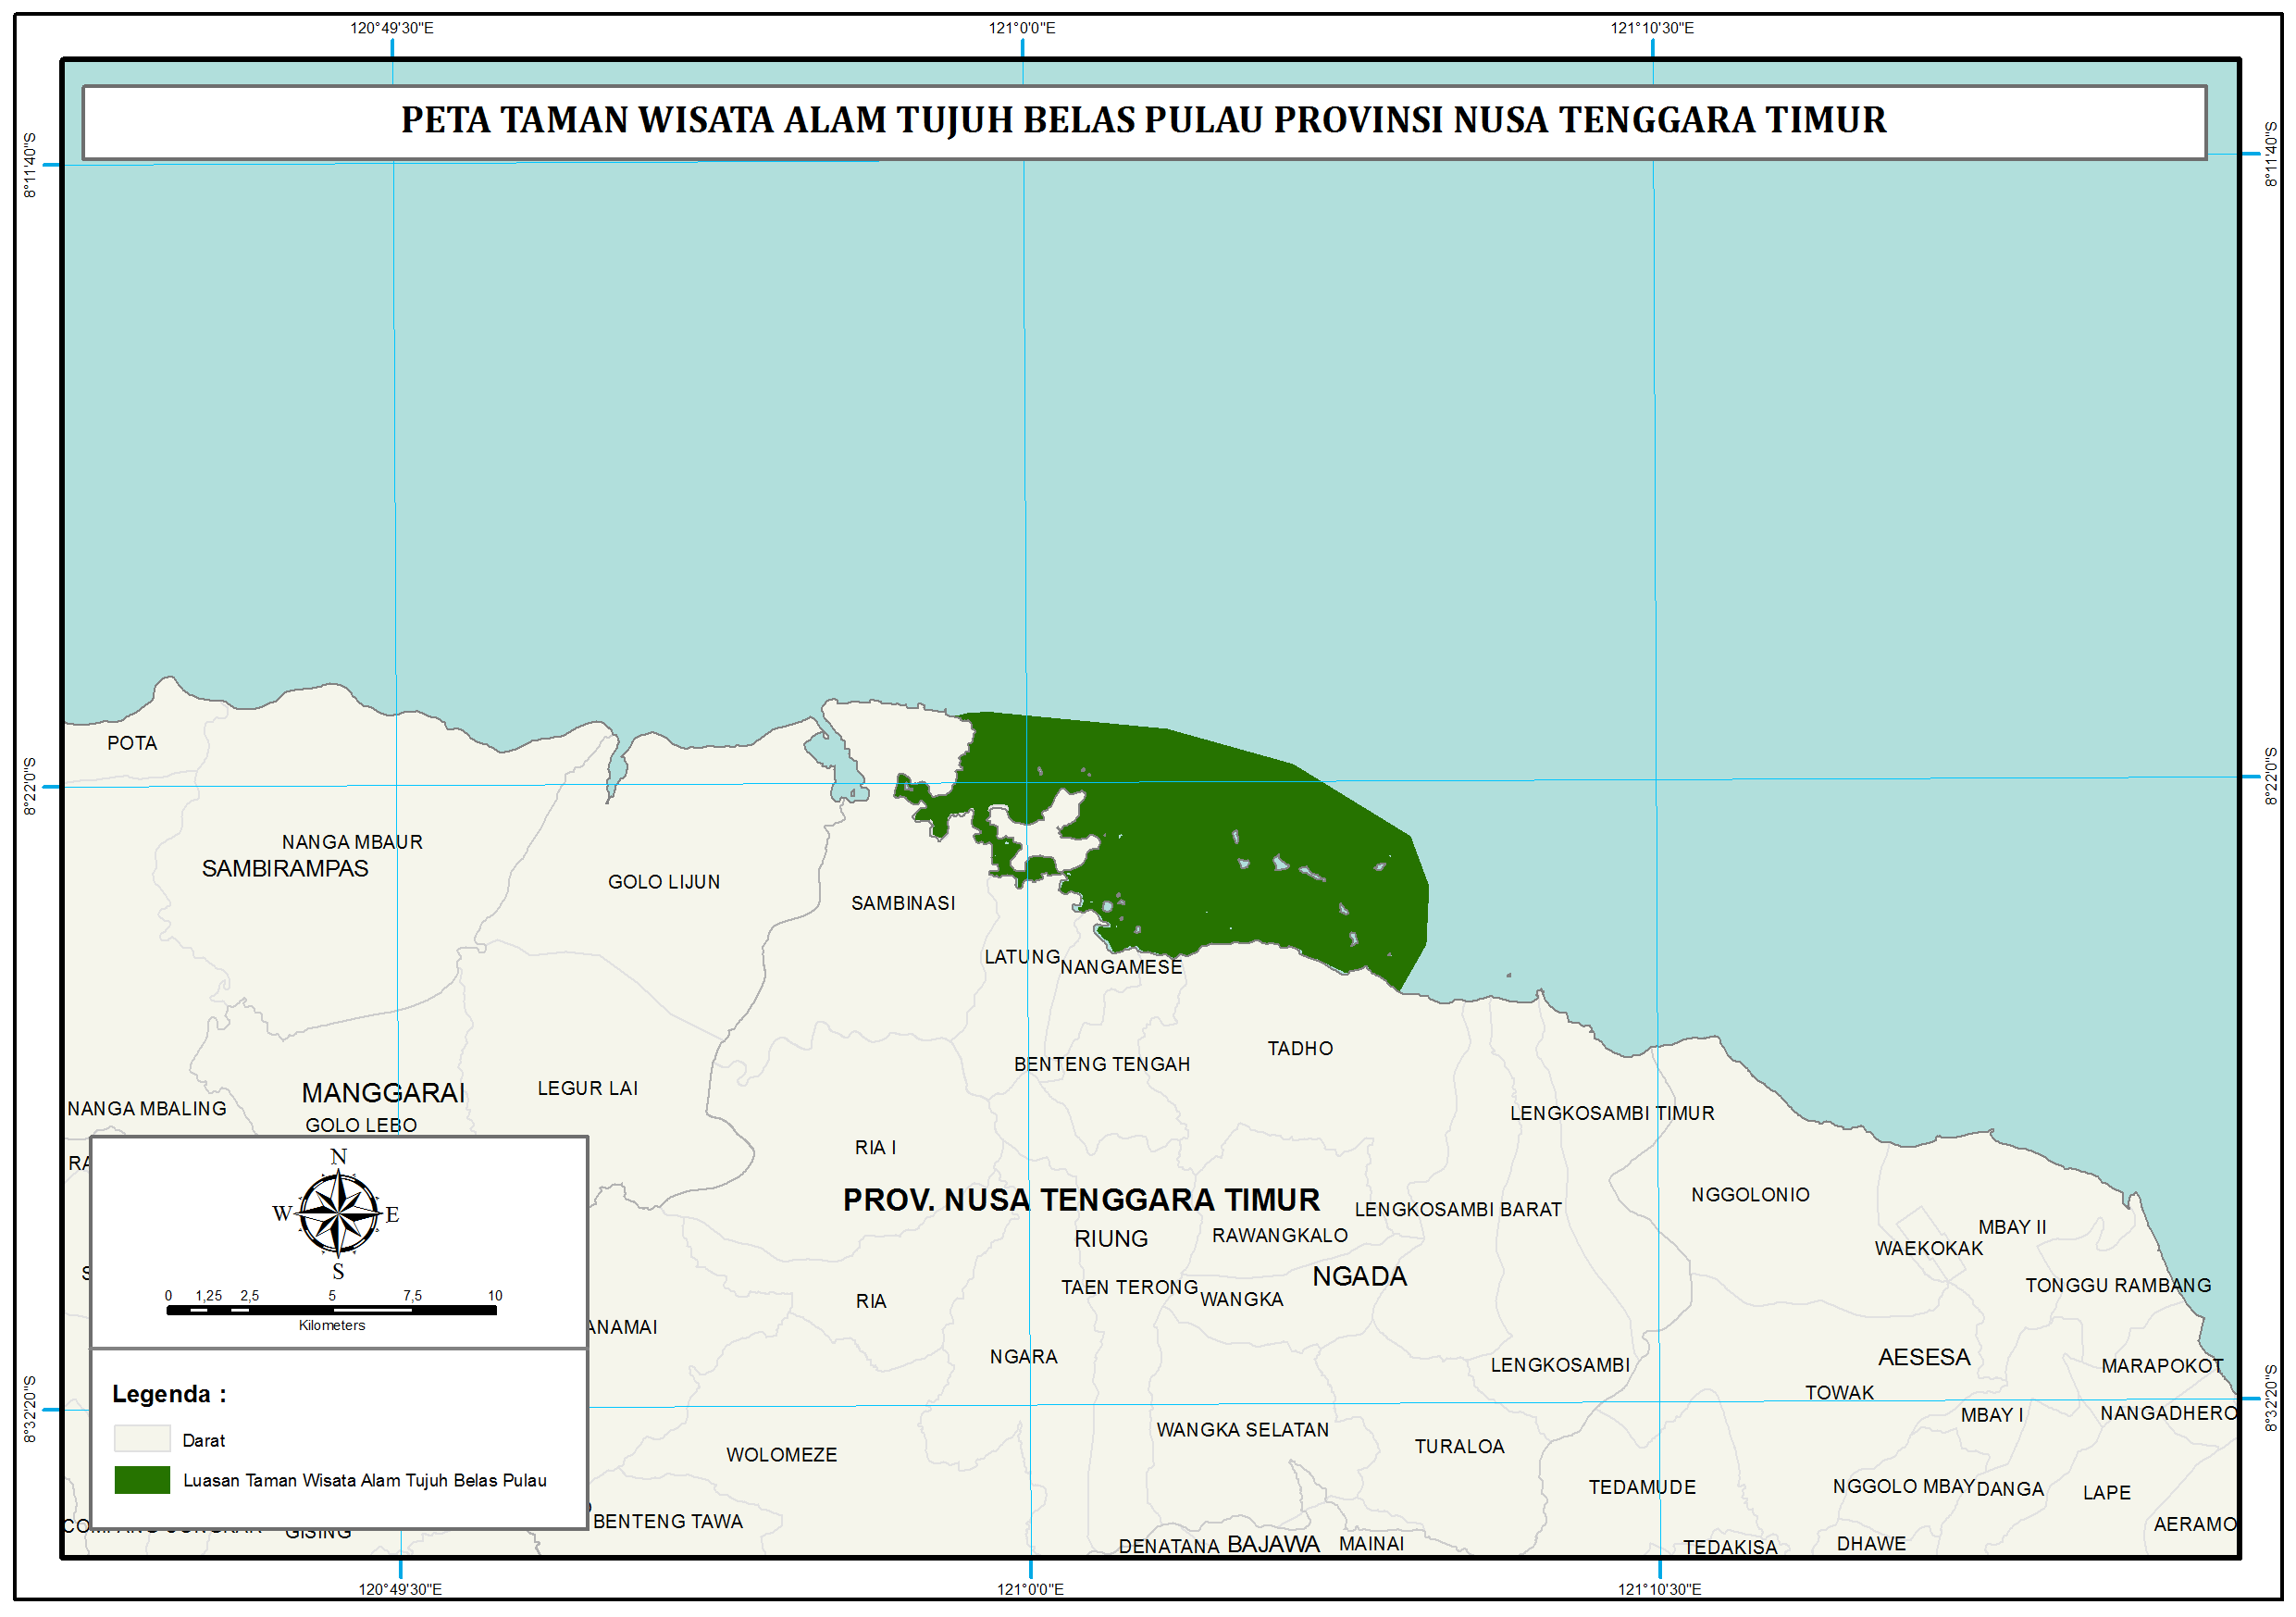 120°49'30"E
121°0'0"E
121°10'30"E
PETA TAMAN WISATA ALAM TUJUH BELAS PULAU PROVINSI NUSA TENGGARA TIMUR
8°11'40"S
8°11'40"S
POTA
8°22'0"S
8°22'0"S
NANGA MBAUR
SAMBIRAMPAS
GOLO LIJUN
SAMBINASI
LATUNG
NANGAMESE
TADHO
BENTENG TENGAH
LEGUR LAI
MANGGARAI
NANGA MBALING
GOLO LEBO
LENGKOSAMBI TIMUR
RIA I
NGGOLONIO
PROV. NUSA TENGGARA TIMUR
LENGKOSAMBI BARAT
MBAY II
RIUNG
RAWANGKALO
WAEKOKAK
NGADA
TAEN TERONG
WANGKA
TONGGU RAMBANG
RIA
ANAMAI
NGARA
AESESA
LENGKOSAMBI
MARAPOKOT
TOWAK
8°32'20"S
8°32'20"S
MBAY I
NANGADHERO
WANGKA SELATAN
TURALOA
WOLOMEZE
TEDAMUDE
NGGOLO MBAY
DANGA
LAPE
BENTENG TAWA
AERAMO
GISING
DENATANA
BAJAWA
MAINAI
TEDAKISA
DHAWE
N
W
E
S
0 1,25 2,5 5 7,5 10
Kilometers
Legenda :
Darat
Luasan Taman Wisata Alam Tujuh Belas Pulau
120°49'30"E
121°0'0"E
121°10'30"E